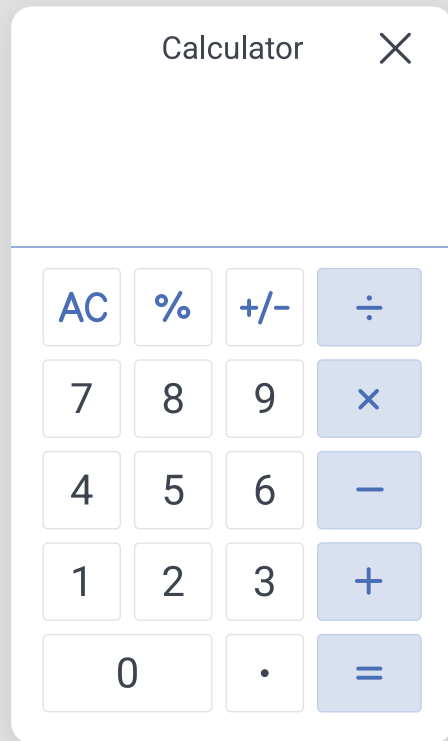 Calculator
AC % +/- ÷
7 8 9 ×
4 5 6 −
1 2 3 +
0 . =